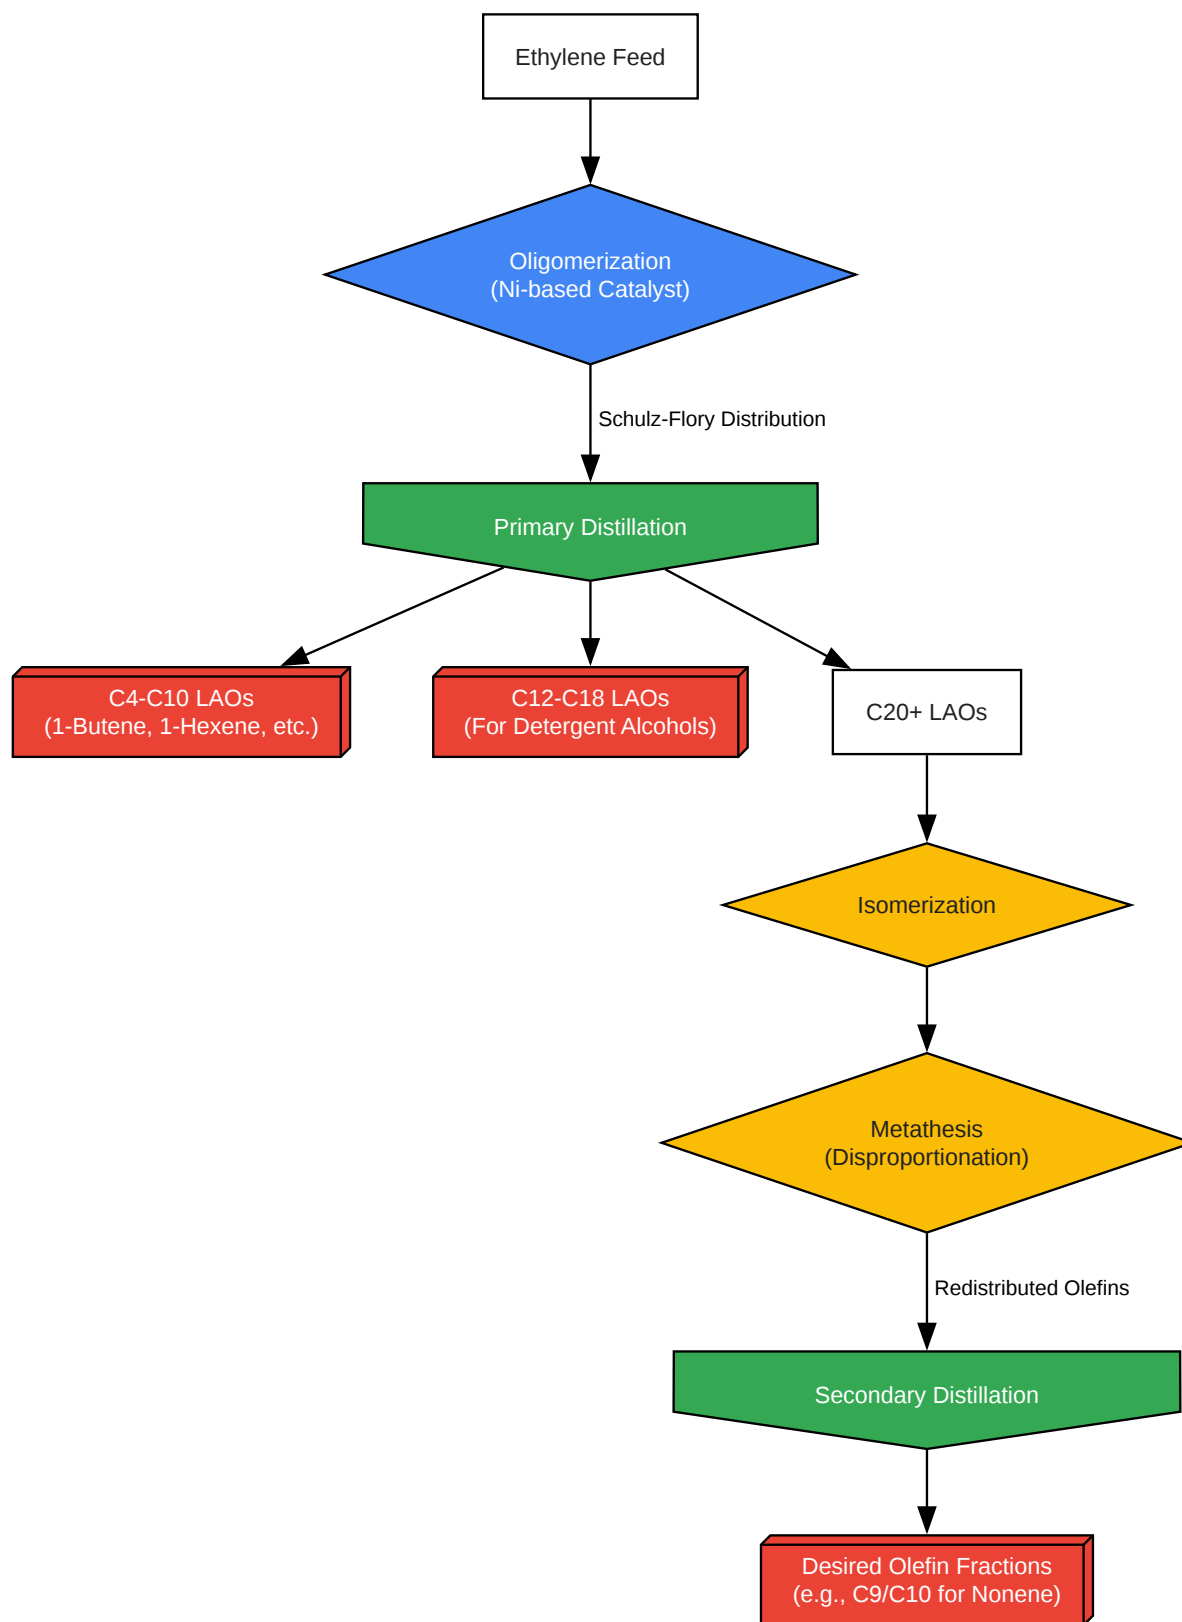 Ethylene Feed
Oligomerization
(Ni-based Catalyst)
Schulz-Flory Distribution
Primary Distillation
C4-C10 LAOs
(1-Butene, 1-Hexene, etc.)
C12-C18 LAOs
(For Detergent Alcohols)
C20+ LAOs
Isomerization
Metathesis
(Disproportionation)
Redistributed Olefins
Secondary Distillation
Desired Olefin Fractions
(e.g., C9/C10 for Nonene)